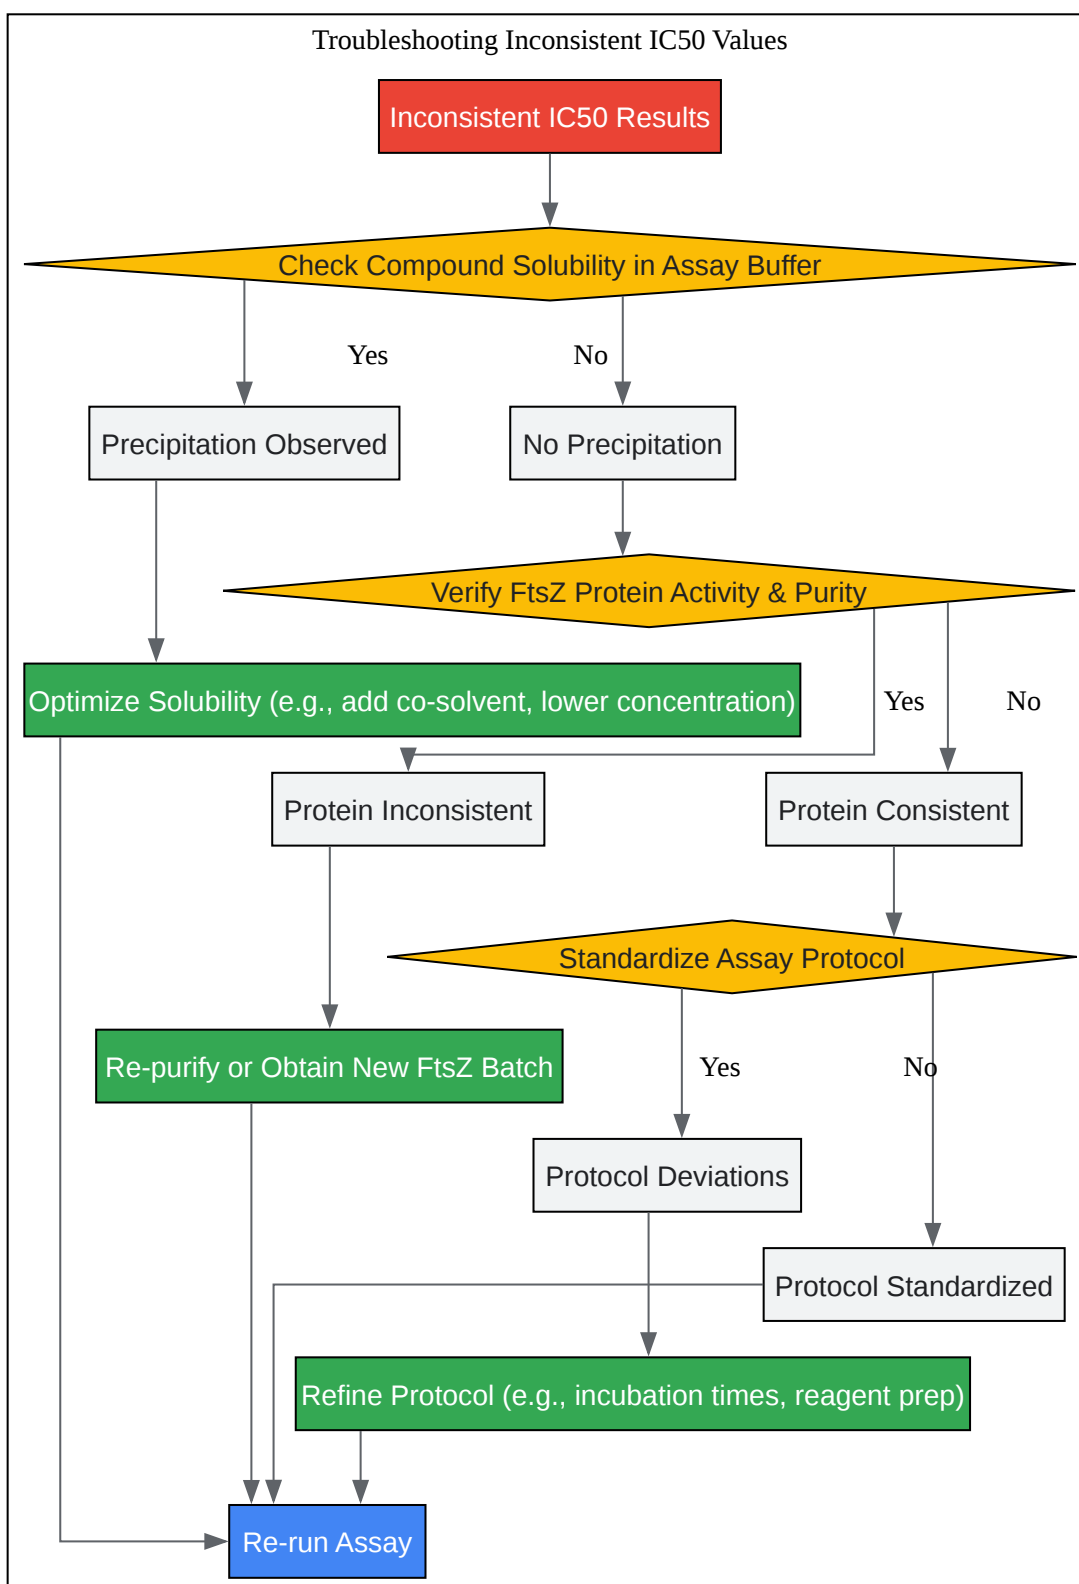 Troubleshooting Inconsistent IC50 Values
Inconsistent IC50 Results
Check Compound Solubility in Assay Buffer
Yes
No
Precipitation Observed
No Precipitation
Verify FtsZ Protein Activity & Purity
Optimize Solubility (e.g., add co-solvent, lower concentration)
Yes
No
Protein Inconsistent
Protein Consistent
Standardize Assay Protocol
Re-purify or Obtain New FtsZ Batch
Yes
No
Protocol Deviations
Protocol Standardized
Refine Protocol (e.g., incubation times, reagent prep)
Re-run Assay